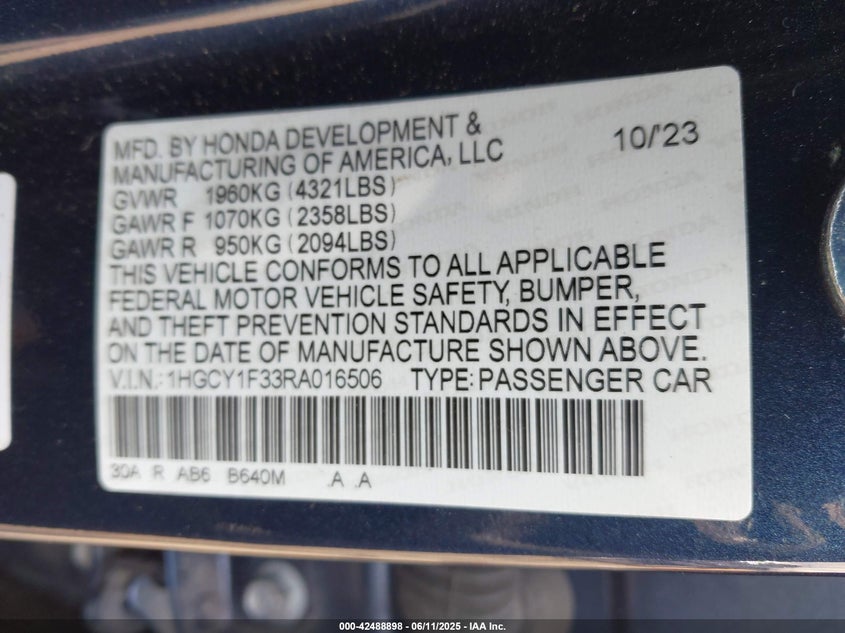 MFD. BY HONDA DEVELOPMENT &
MANUFACTURING OF AMERICA, LLC 10/'23
GVWR 1960KG (4321LBS)
GAWR F 1070KG (2358LBS)
GAWR R 950KG (2094LBS)
THIS VEHICLE CONFORMS TO ALL APPLICABLE
FEDERAL MOTOR VEHICLE SAFETY, BUMPER,
AND THEFT PREVENTION STANDARDS IN EFFECT
ON THE DATE OF MANUFACTURE SHOWN ABOVE.
V.I.N.: 1HGCY1F33RA016506 TYPE: PASSENGER CAR
30A R AB6 B640M .A .A
000-42488898 - 06/11/2025 - IAA Inc.